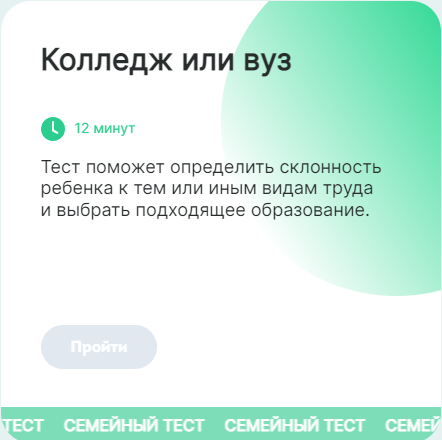 Колледж или вуз
12 минут
Тест поможет определить склонность
ребенка к тем или иным видам труда
и выбрать подходящее образование.
Пройти
ТЕСТ СЕМЕЙНЫЙ ТЕСТ СЕМЕЙНЫЙ ТЕСТ СЕМЕЙ